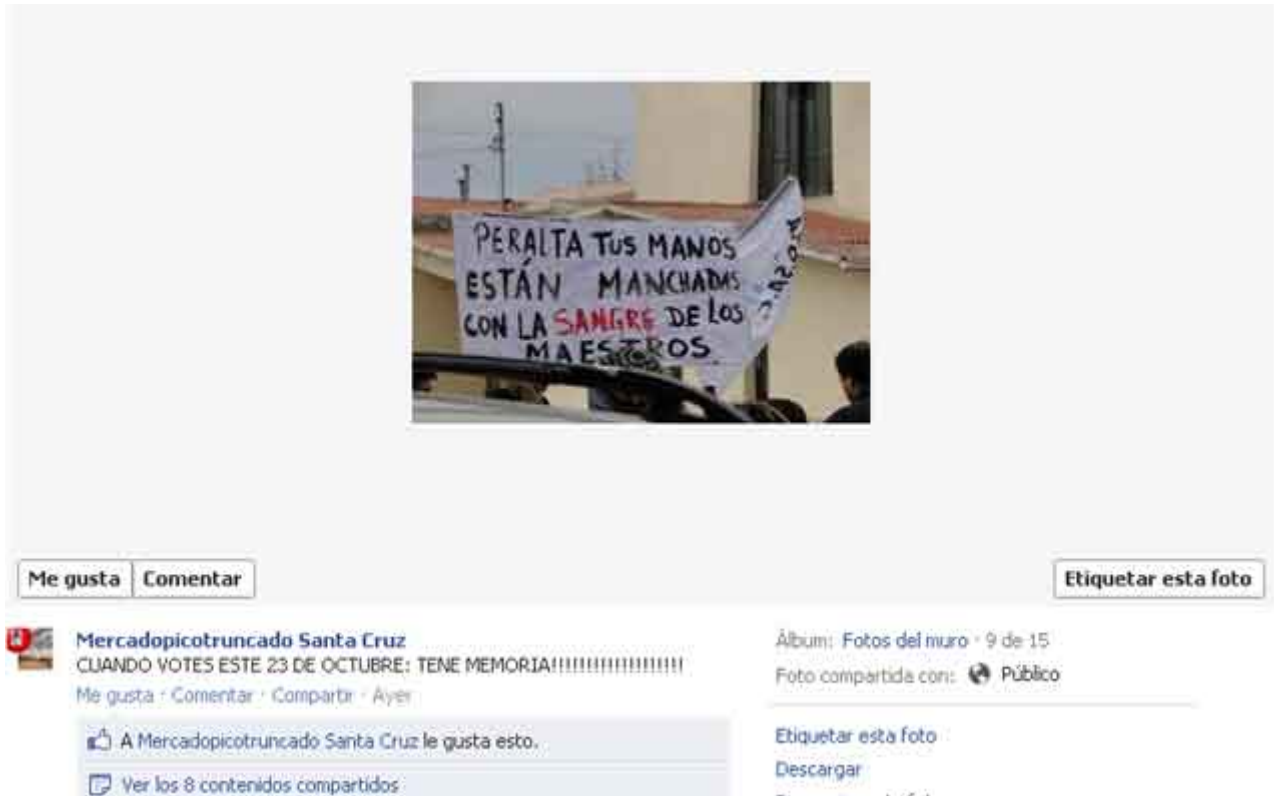 PERALTA TUS MANOS
ESTÁN MANCHADAS
CON LA SANGRE DE LOS
MAESTROS.
Me gusta Comentar
Etiquetar esta foto
Mercadopicotruncado Santa Cruz
CUANDO VOTES ESTE 23 DE OCTUBRE: TENE MEMORIA!!!!!!!!!!!!!!!!!!!
Me gusta · Comentar · Compartir · Ayer
A Mercadopicotruncado Santa Cruz le gusta esto.
Ver los 8 contenidos compartidos
Álbum: Fotos del muro · 9 de 15
Foto compartida con: Público
Etiquetar esta foto
Descargar